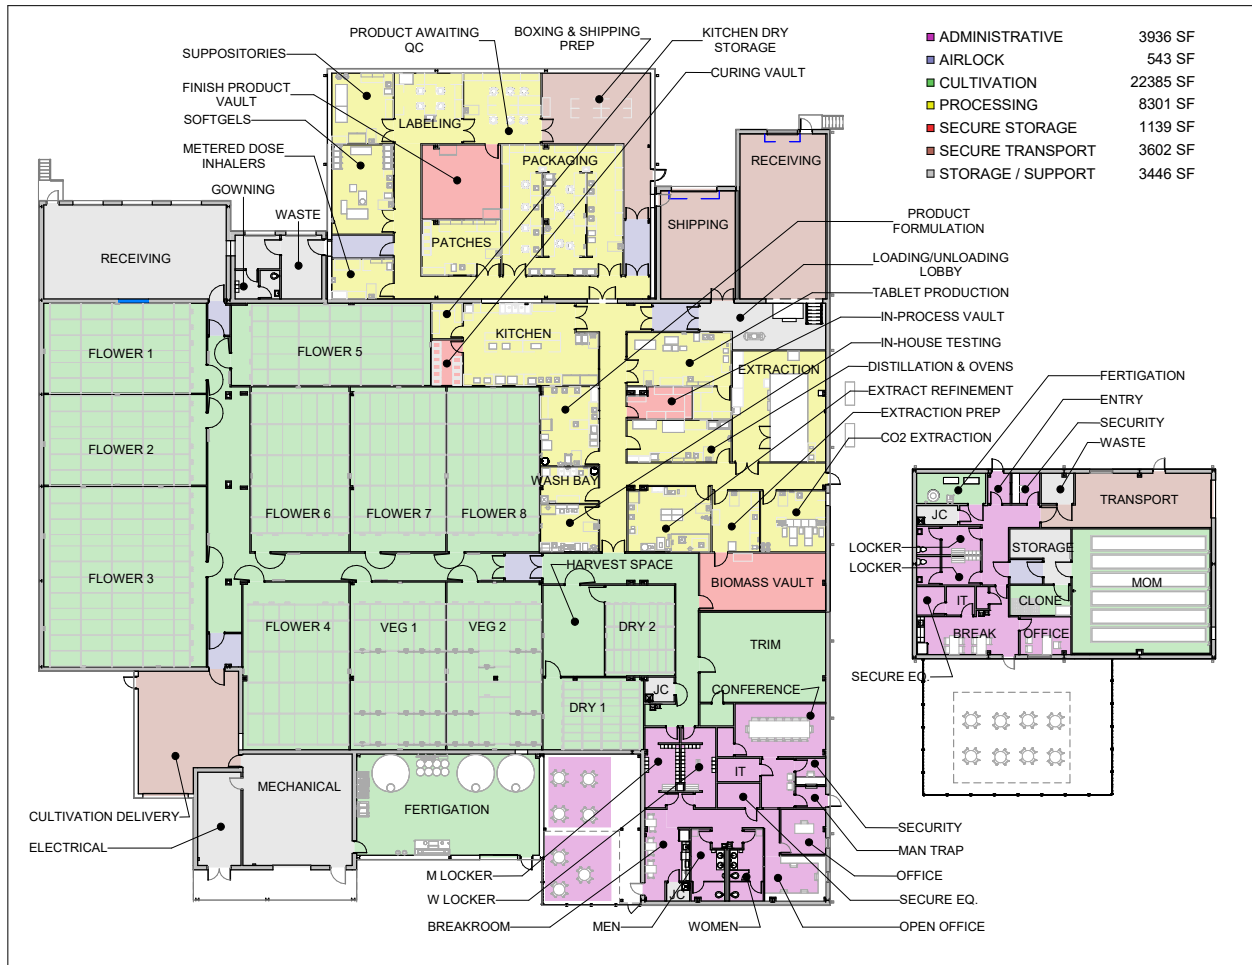 PRODUCT AWAITING
QC
BOXING & SHIPPING
PREP
KITCHEN DRY
STORAGE
SUPPOSITORIES
CURING VAULT
FINISH PRODUCT
VAULT
SOFTGELS
METERED DOSE
INHALERS
GOWNING
WASTE
ADMINISTRATIVE 3936 SF
AIRLOCK 543 SF
CULTIVATION 22385 SF
PROCESSING 8301 SF
SECURE STORAGE 1139 SF
SECURE TRANSPORT 3602 SF
STORAGE / SUPPORT 3446 SF
LABELING
PACKAGING
RECEIVING
PATCHES
SHIPPING
RECEIVING
PRODUCT
FORMULATION
LOADING/UNLOADING
LOBBY
TABLET PRODUCTION
IN-PROCESS VAULT
IN-HOUSE TESTING
DISTILLATION & OVENS
EXTRACT REFINEMENT
EXTRACTION PREP
CO2 EXTRACTION
FLOWER 1
FLOWER 5
KITCHEN
EXTRACTION
FLOWER 2
WASH BAY
FLOWER 6
FLOWER 7
FLOWER 8
FLOWER 3
HARVEST SPACE
BIOMASS VAULT
FLOWER 4
VEG 1
VEG 2
DRY 2
TRIM
JC
CONFERENCE
DRY 1
IT
MECHANICAL
FERTIGATION
CULTIVATION DELIVERY
ELECTRICAL
M LOCKER
W LOCKER
BREAKROOM
JC
MEN
WOMEN
SECURITY
MAN TRAP
OFFICE
SECURE EQ.
OPEN OFFICE
FERTIGATION
ENTRY
SECURITY
WASTE
TRANSPORT
JC
LOCKER
LOCKER
STORAGE
MOM
IT
CLONE
BREAK
OFFICE
SECURE EQ.